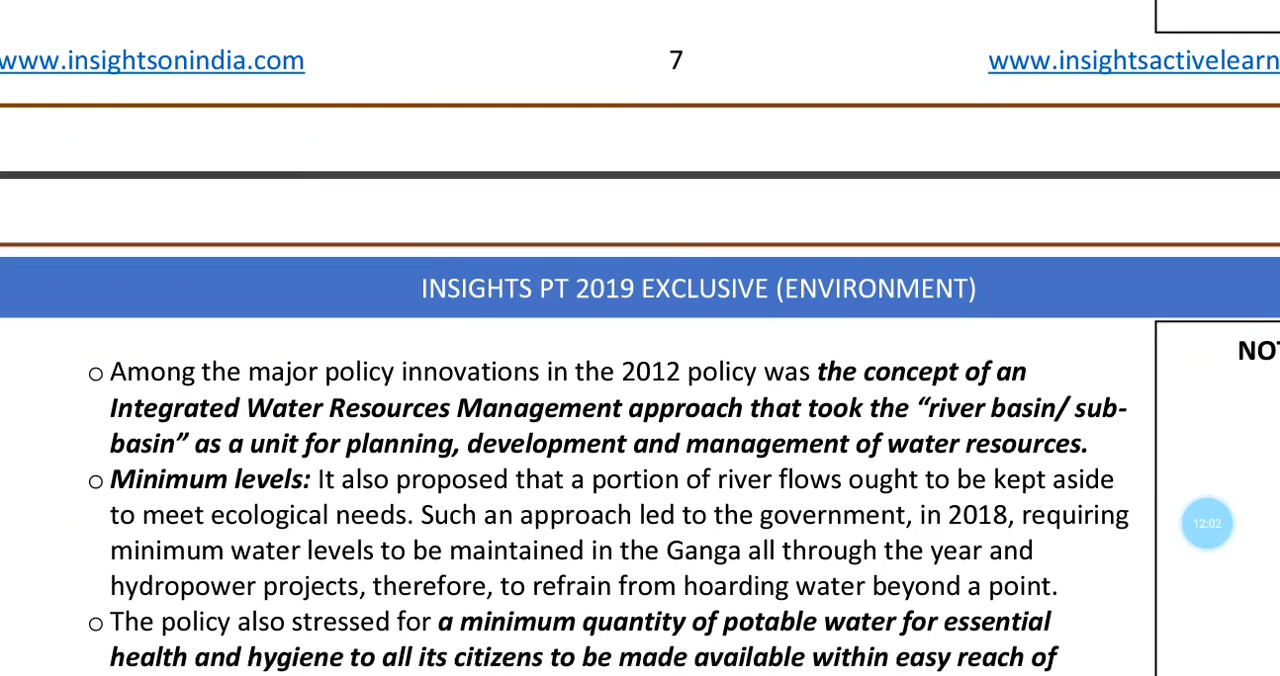 www.insightsonindia.com 7 www.insightsactivelearn
INSIGHTS PT 2019 EXCLUSIVE (ENVIRONMENT)
NOT
o Among the major policy innovations in the 2012 policy was the concept of an
Integrated Water Resources Management approach that took the “river basin/ sub-
basin” as a unit for planning, development and management of water resources.
o Minimum levels: It also proposed that a portion of river flows ought to be kept aside
to meet ecological needs. Such an approach led to the government, in 2018, requiring
minimum water levels to be maintained in the Ganga all through the year and
hydropower projects, therefore, to refrain from hoarding water beyond a point.
o The policy also stressed for a minimum quantity of potable water for essential
health and hygiene to all its citizens to be made available within easy reach of
12:02